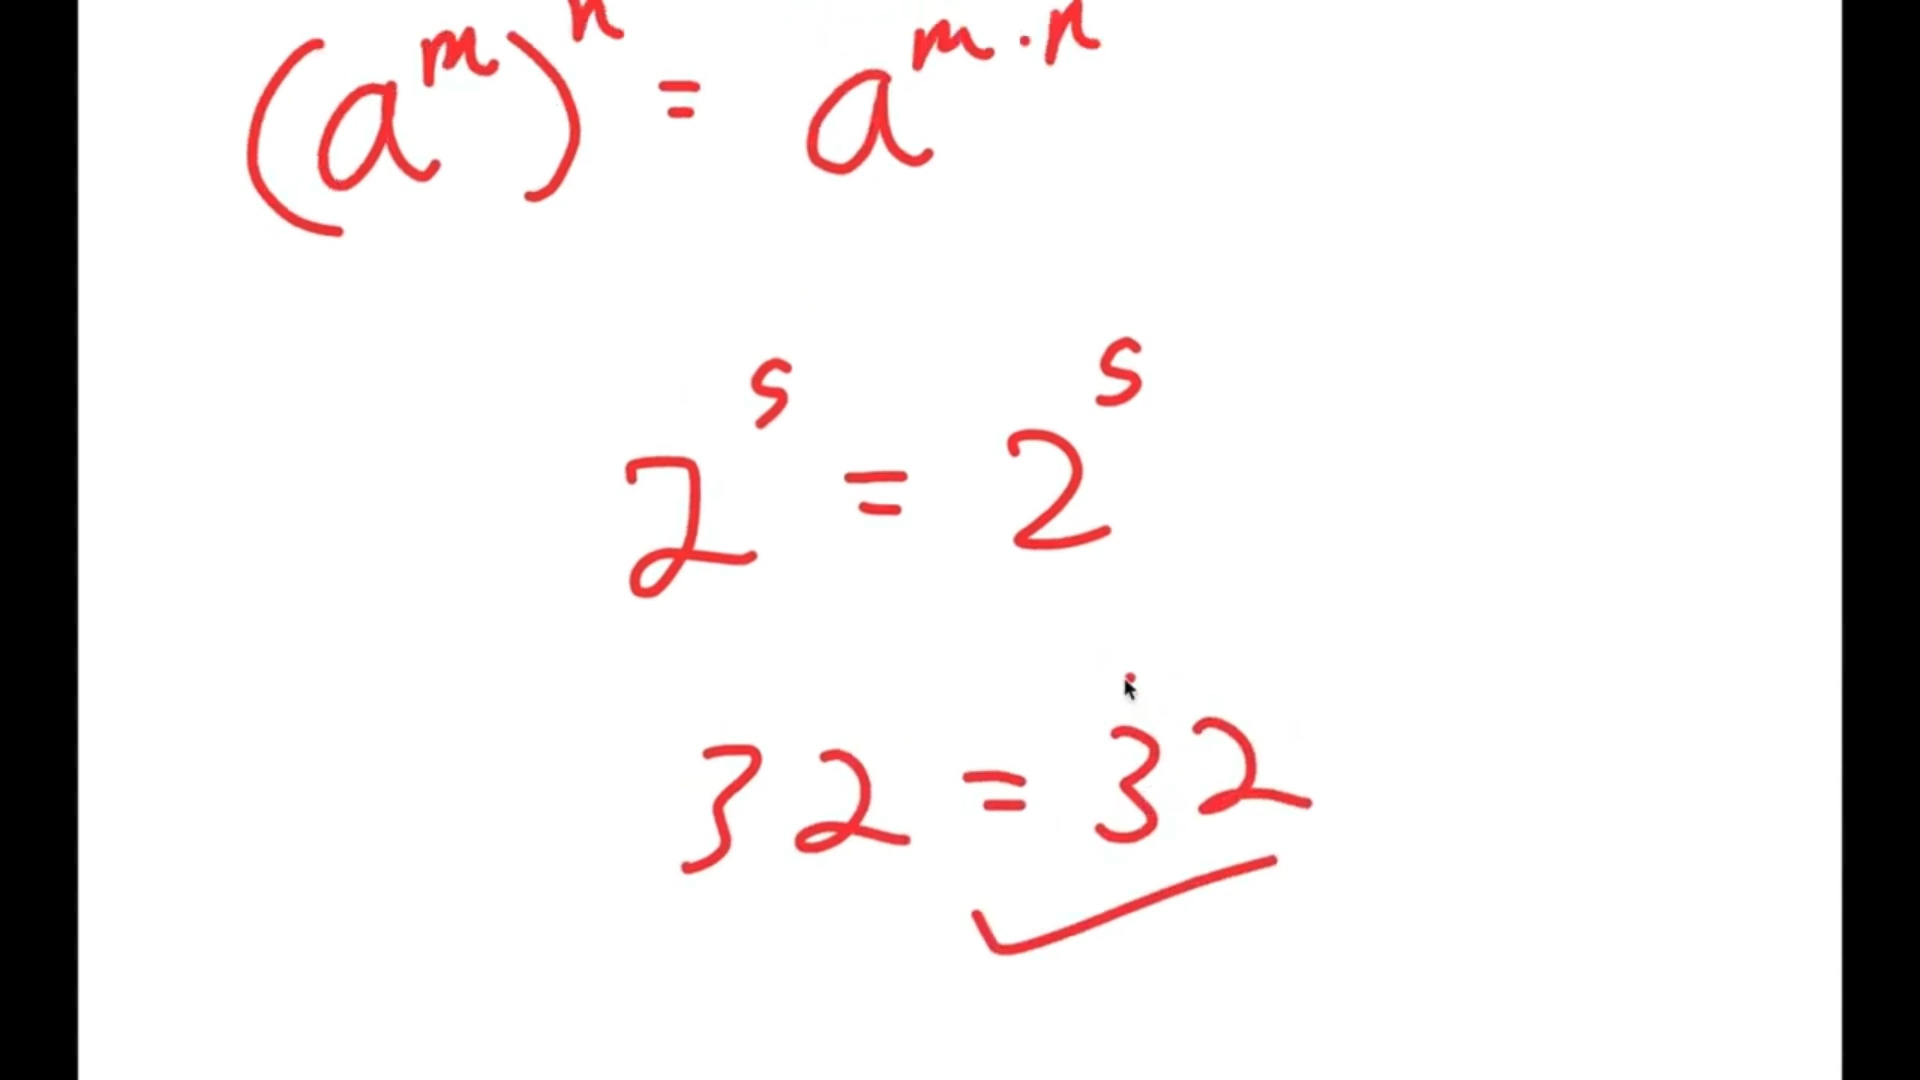 (a^m)^n = a^{m·n}
2^5 = 2^5
32 = 32